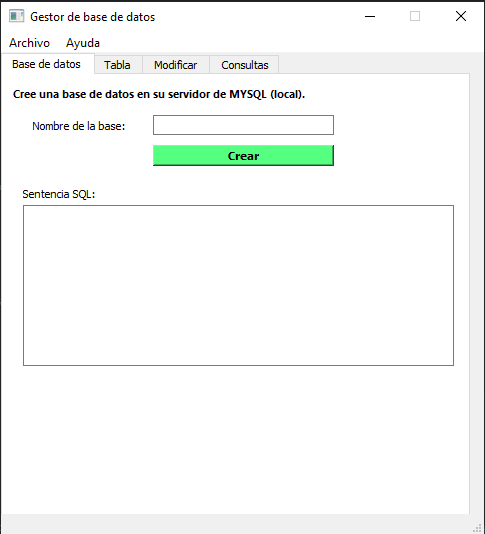 Gestor de base de datos
Archivo Ayuda
Base de datos Tabla Modificar Consultas
Cree una base de datos en su servidor de MYSQL (local).
Nombre de la base:
Crear
Sentencia SQL: